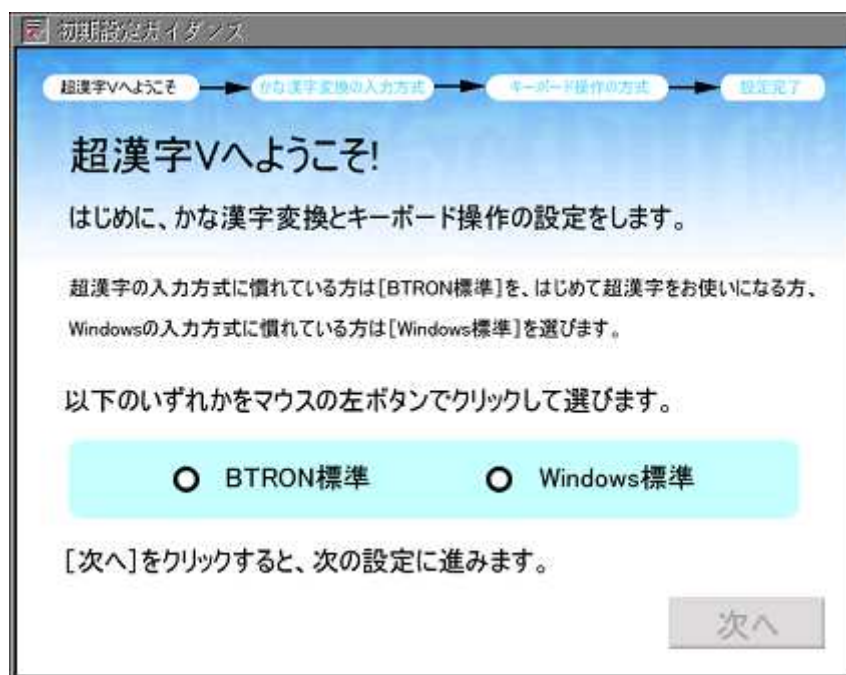 初期設定ガイダンス
超漢字Vへようこそ
かな漢字変換の入力方式
キーボード操作の方式
設定完了
超漢字Vへようこそ!
はじめに、かな漢字変換とキーボード操作の設定をします。
超漢字の入力方式に慣れている方は[BTRON標準]を、はじめて超漢字をお使いになる方、
Windowsの入力方式に慣れている方は[Windows標準]を選びます。
以下のいずれかをマウスの左ボタンでクリックして選びます。
BTRON標準 Windows標準
[次へ]をクリックすると、次の設定に進みます。
次へ